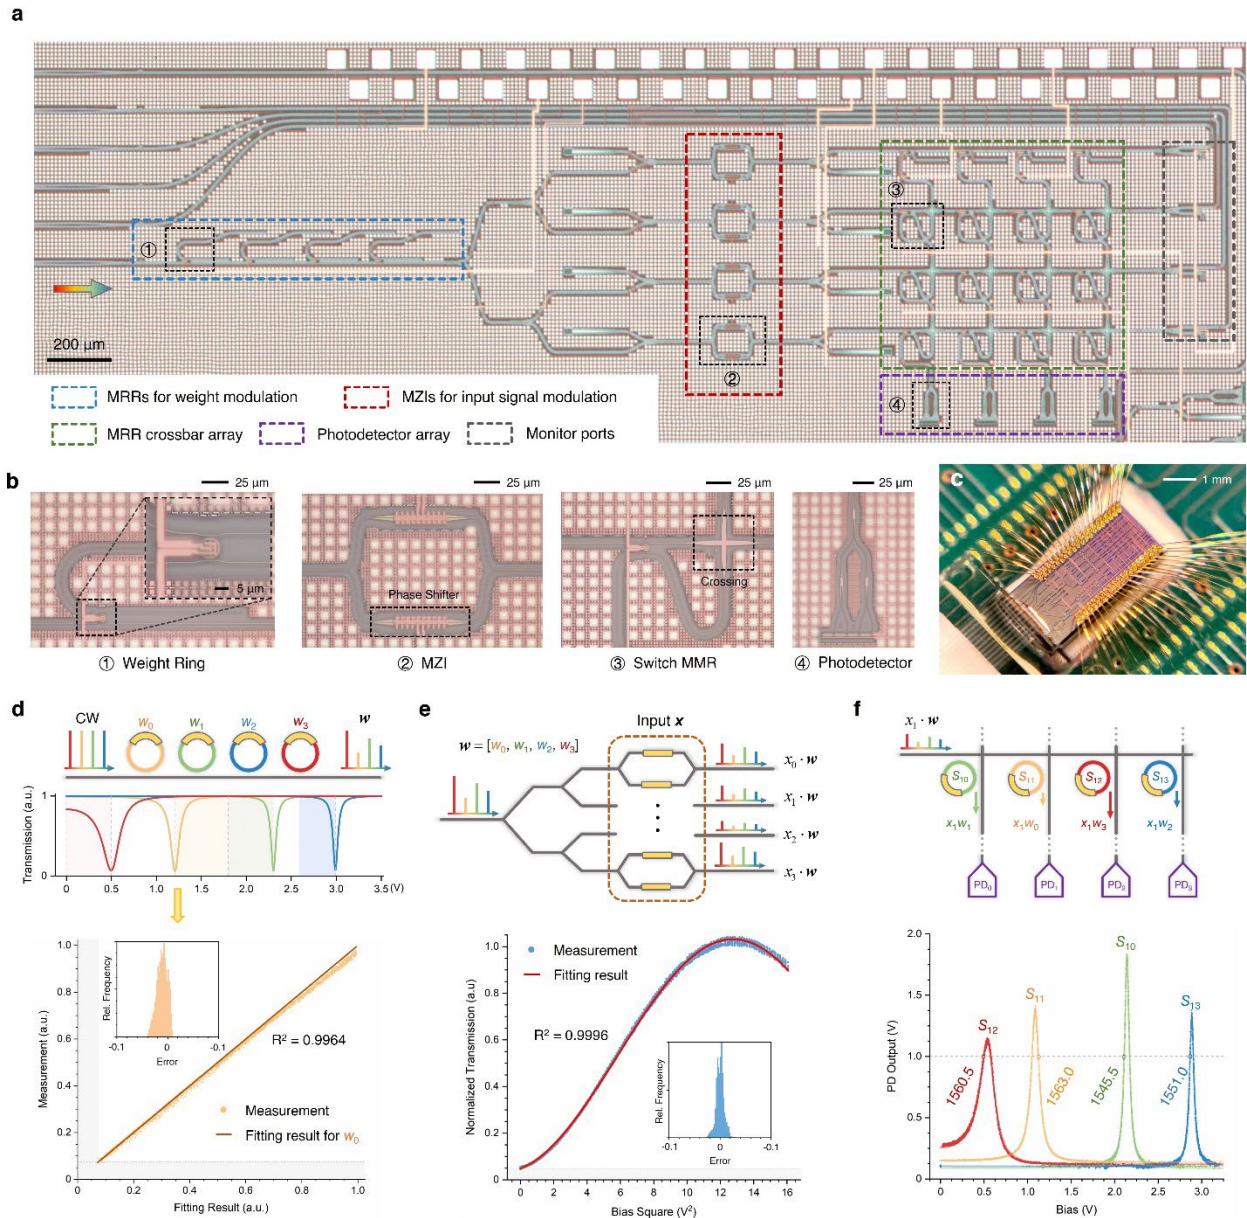 a
①
③
②
④
200 µm
MRRs for weight modulation
MZIs for input signal modulation
MRR crossbar array
Photodetector array
Monitor ports
b
25 µm
25 µm
25 µm
25 µm
c
1 mm
5 µm
Phase Shifter
Crossing
① Weight Ring
② MZI
③ Switch MMR
④ Photodetector
d
CW
w0
w1
w2
w3
w
Transmission (a.u.)
1
0
0 0.5 1.2 1.8 2.3 2.6 3.0 3.5 (V)
Measurement (a.u.)
1.0
0.8
0.6
0.4
0.2
0
Rel. Frequency
-0.1 0 -0.1
Error
R² = 0.9964
Measurement
Fitting result for w0
0 0.2 0.4 0.6 0.8 1.0
Fitting Result (a.u.)
e
Input x
w = [w0, w1, w2, w3]
x0 · w
x1 · w
x2 · w
x3 · w
Normalized Transmission (a.u)
1.0
0.8
0.6
0.4
0.2
0.0
Measurement
Fitting result
R² = 0.9996
Rel. Frequency
-0.1 0 -0.1
Error
0 2 4 6 8 10 12 14 16
Bias Square (V²)
f
x1 · w
S10
S11
S12
S13
x1w1
x1w0
x1w3
x1w2
PD0
PD1
PD2
PD3
PD Output (V)
2.0
1.5
1.0
0.5
0
S12
S11
S10
S13
1560.5
1563.0
1545.5
1551.0
0 0.5 1.0 1.5 2.0 2.5 3.0
Bias (V)